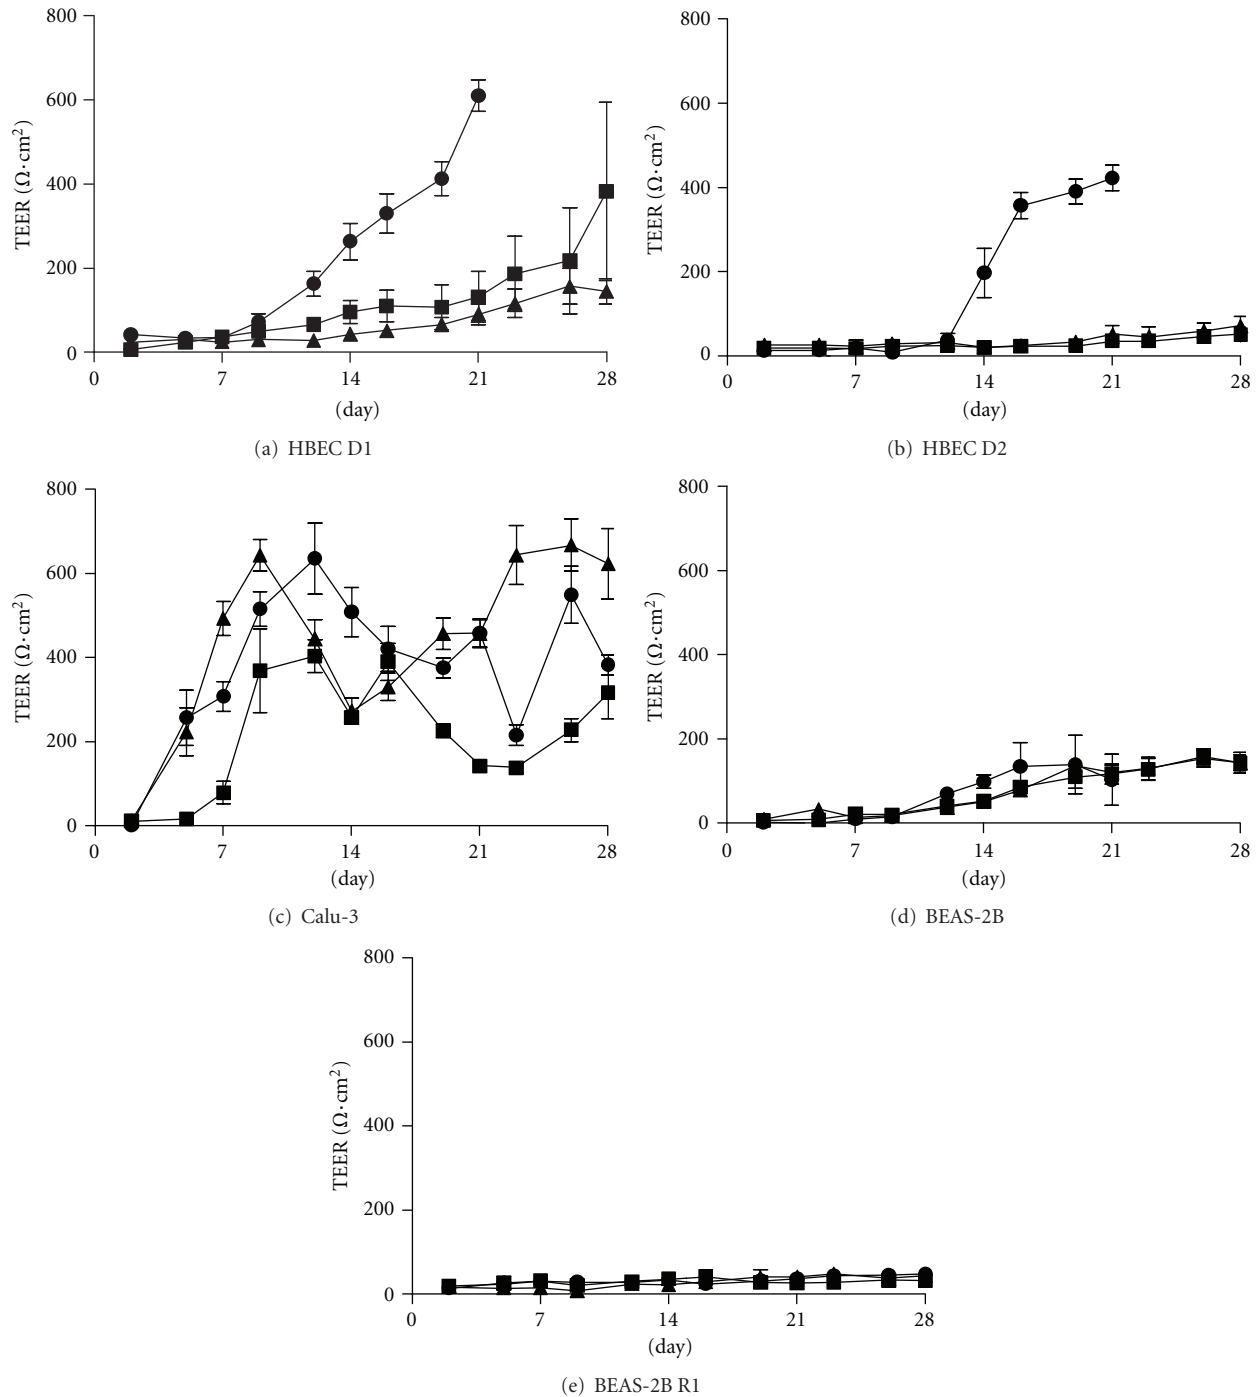 800
600
400
200
0
TEER (Ω·cm²)
0 7 14 21 28
(day)
(a) HBEC D1
800
600
400
200
0
TEER (Ω·cm²)
0 7 14 21 28
(day)
(b) HBEC D2
800
600
400
200
0
TEER (Ω·cm²)
0 7 14 21 28
(day)
(c) Calu-3
800
600
400
200
0
TEER (Ω·cm²)
0 7 14 21 28
(day)
(d) BEAS-2B
800
600
400
200
0
TEER (Ω·cm²)
0 7 14 21 28
(day)
(e) BEAS-2B R1